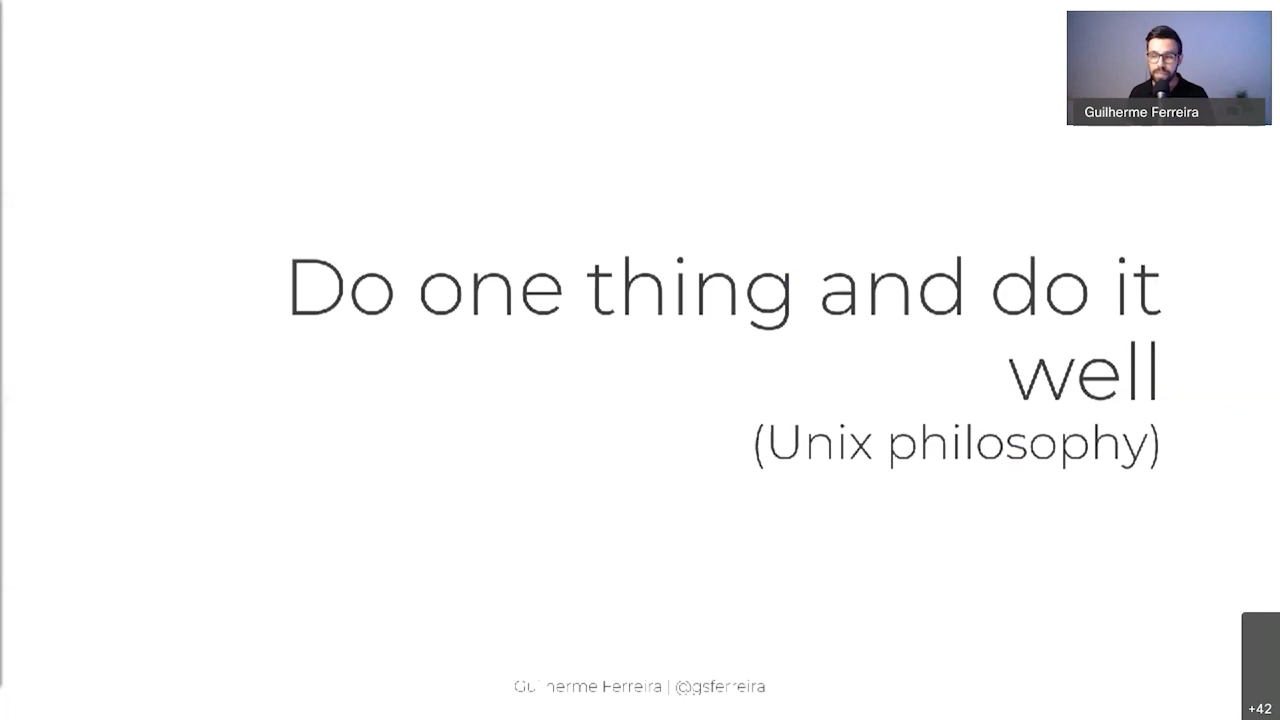 Guilherme Ferreira
Do one thing and do it
well
(Unix philosophy)
Guilherme Ferreira | @gsferreira
+42